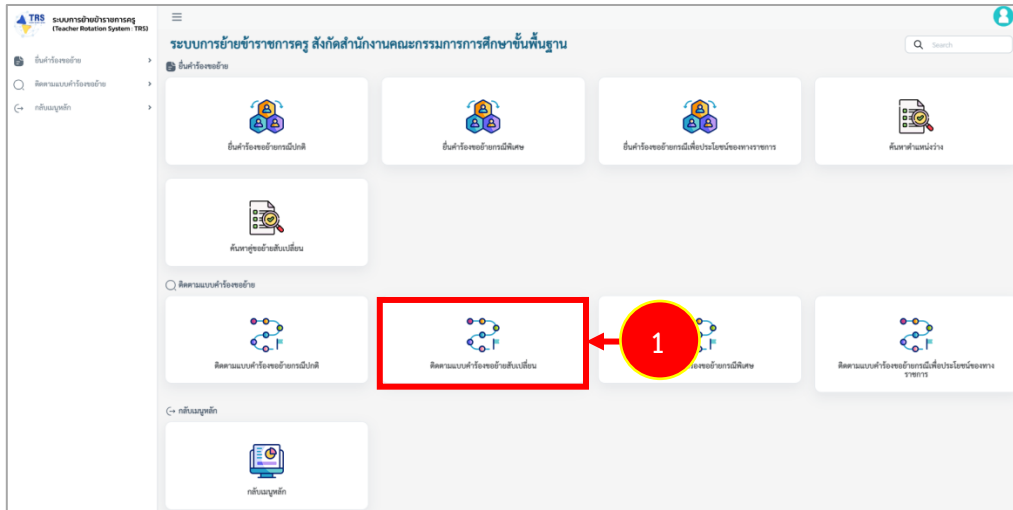 TRS ระบบการย้ายข้าราชการครู
(Teacher Rotation System : TRS)
ยื่นคำร้องขอย้าย
ติดตามแบบคำร้องขอย้าย
กลับเมนูหลัก
ระบบการย้ายข้าราชการครู สังกัดสำนักงานคณะกรรมการการศึกษาขั้นพื้นฐาน
Search
ยื่นคำร้องขอย้าย
ยื่นคำร้องขอย้ายกรณีปกติ
ยื่นคำร้องขอย้ายกรณีพิเศษ
ยื่นคำร้องขอย้ายกรณีเพื่อประโยชน์ของทางราชการ
ค้นหาตำแหน่งว่าง
ค้นหาคู่ขอย้ายสับเปลี่ยน
ติดตามแบบคำร้องขอย้าย
ติดตามแบบคำร้องขอย้ายกรณีปกติ
ติดตามแบบคำร้องขอย้ายสับเปลี่ยน
1
ร้องขอย้ายกรณีพิเศษ
ติดตามแบบคำร้องขอย้ายกรณีเพื่อประโยชน์ของทาง
ราชการ
กลับเมนูหลัก
กลับเมนูหลัก